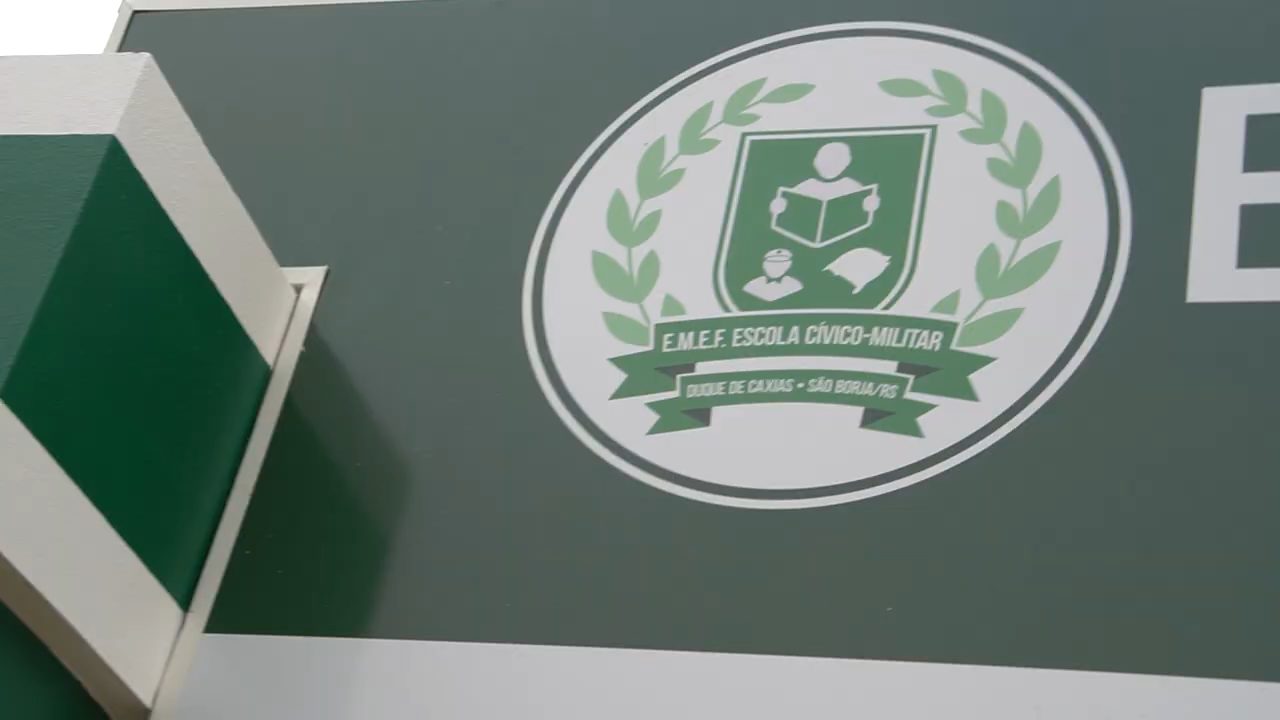 E.M.E.F. ESCOLA CÍVICO-MILITAR
DUQUE DE CAXIAS • SÃO BORJA/RS
E